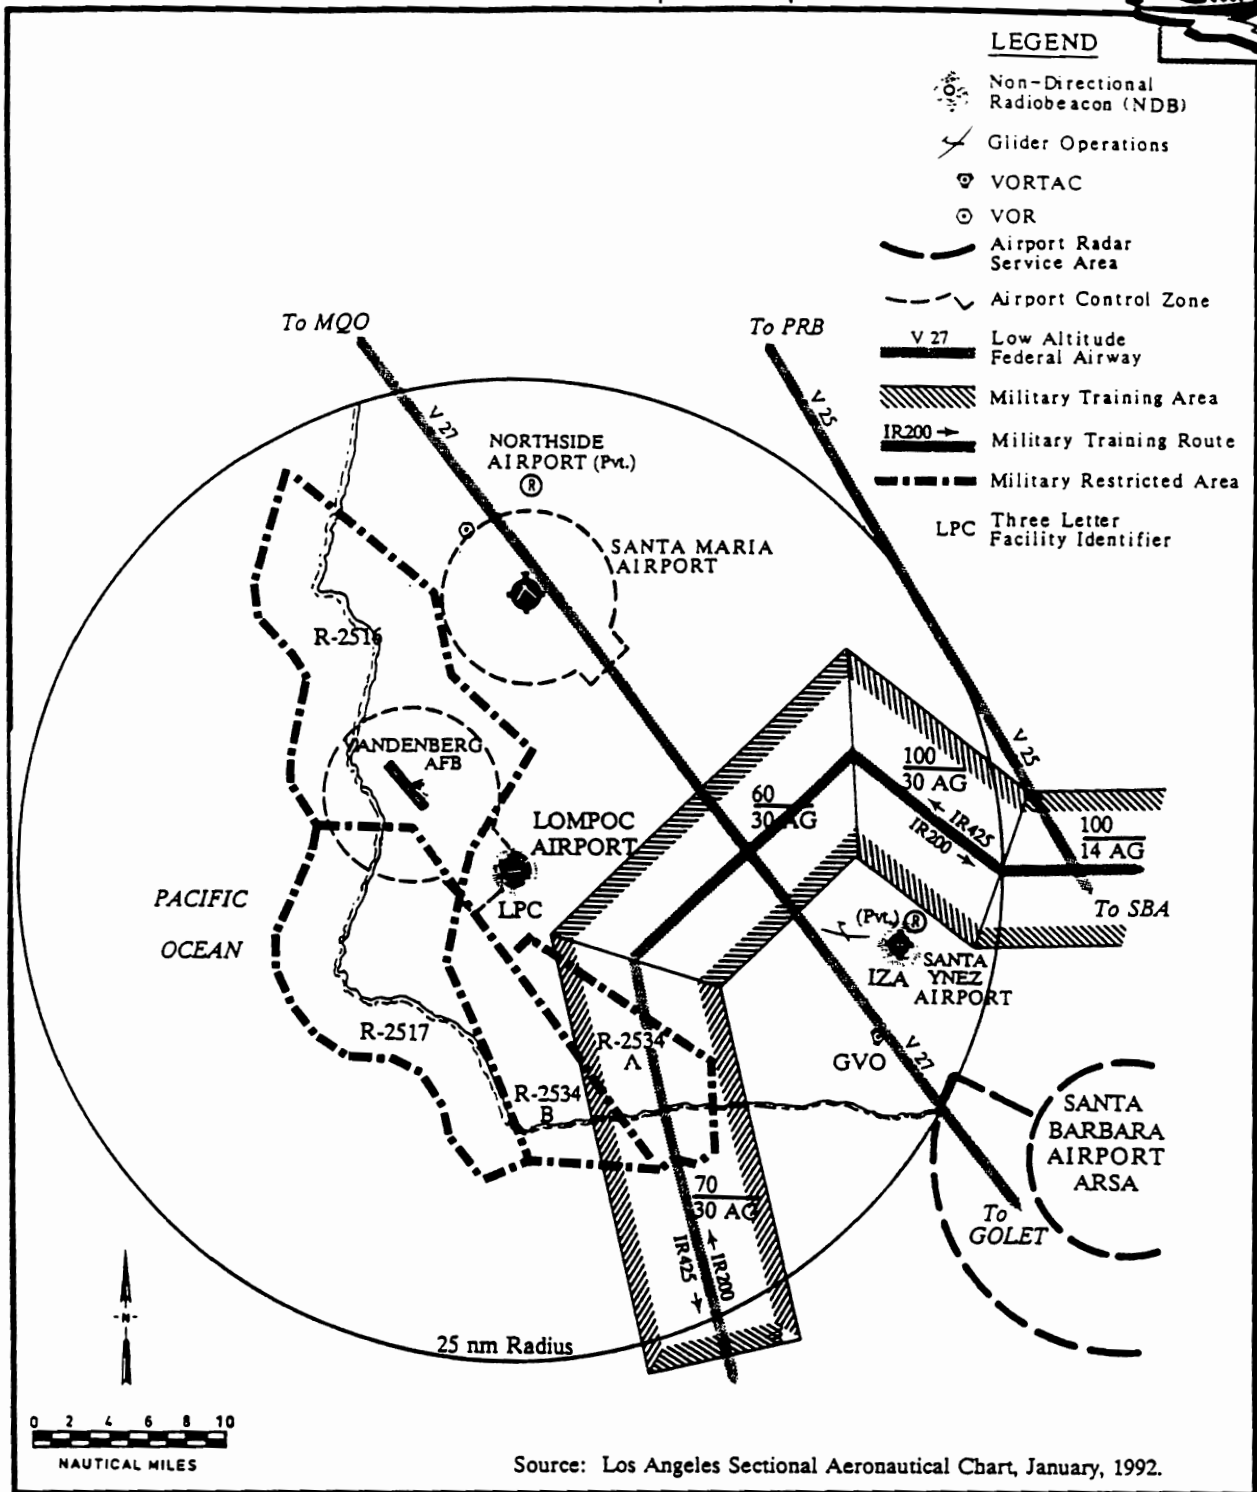 LEGEND
Non-Directional
Radiobeacon (NDB)
Glider Operations
VORTAC
VOR
Airport Radar
Service Area
Airport Control Zone
V 27
Low Altitude
Federal Airway
Military Training Area
IR200 →
Military Training Route
Military Restricted Area
LPC
Three Letter
Facility Identifier
To MQO
To PRB
V 27
V 25
NORTHSIDE
AIRPORT (Pvt.)
R
SANTA MARIA
AIRPORT
R-2516
ANDENBERG
AFB
LOMPOC
AIRPORT
LPC
60
30 AG
100
30 AG
← IR425
IR200 →
V 25
100
14 AG
To SBA
PACIFIC
OCEAN
(Pvt.)
R
IZA
SANTA
YNEZ
AIRPORT
R-2517
R-2534
A
GVO
V 27
R-2534
B
SANTA
BARBARA
AIRPORT
ARSA
70
30 AG
To
GOLET
IR425 →
← IR200
25 nm Radius
-N-
0 2 4 6 8 10
NAUTICAL MILES
Source: Los Angeles Sectional Aeronautical Chart, January, 1992.